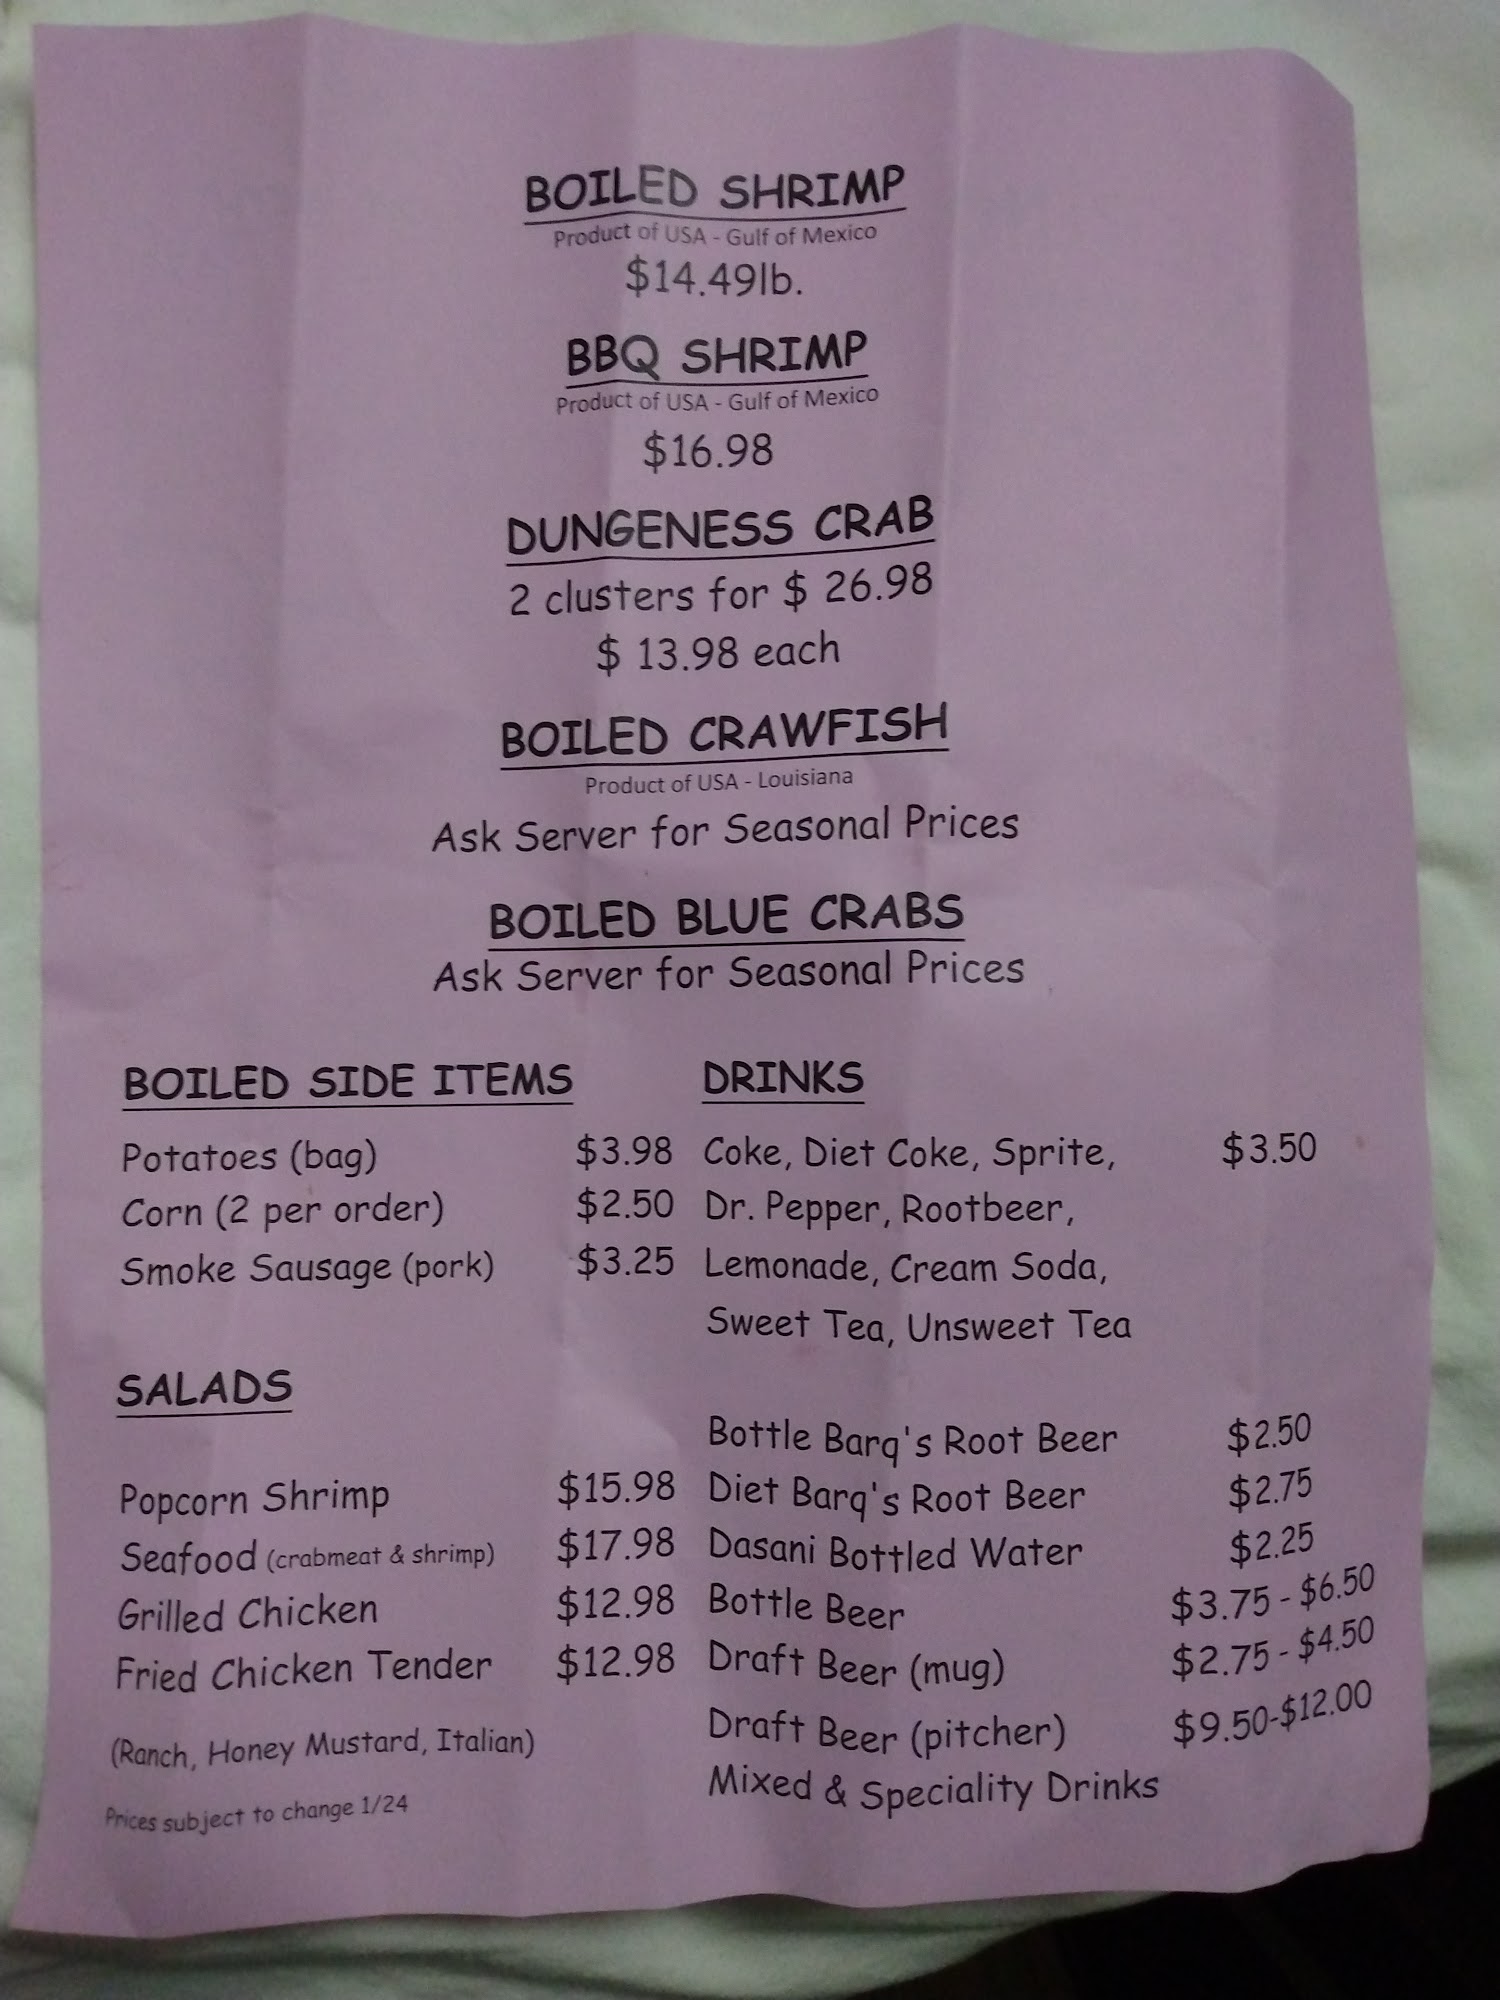 BOILED SHRIMP
Product of USA - Gulf of Mexico
$14.49lb.
BBQ SHRIMP
Product of USA - Gulf of Mexico
$16.98
DUNGENESS CRAB
2 clusters for $ 26.98
$ 13.98 each
BOILED CRAWFISH
Product of USA - Louisiana
Ask Server for Seasonal Prices
BOILED BLUE CRABS
Ask Server for Seasonal Prices
BOILED SIDE ITEMS
Potatoes (bag) $3.98
Corn (2 per order) $2.50
Smoke Sausage (pork) $3.25
SALADS
Popcorn Shrimp $15.98
Seafood (crabmeat & shrimp) $17.98
Grilled Chicken $12.98
Fried Chicken Tender $12.98
(Ranch, Honey Mustard, Italian)
Prices subject to change 1/24
DRINKS
Coke, Diet Coke, Sprite, $3.50
Dr. Pepper, Rootbeer,
Lemonade, Cream Soda,
Sweet Tea, Unsweet Tea
Bottle Barq's Root Beer $2.50
Diet Barq's Root Beer $2.75
Dasani Bottled Water $2.25
Bottle Beer $3.75 - $6.50
Draft Beer (mug) $2.75 - $4.50
Draft Beer (pitcher) $9.50-$12.00
Mixed & Speciality Drinks